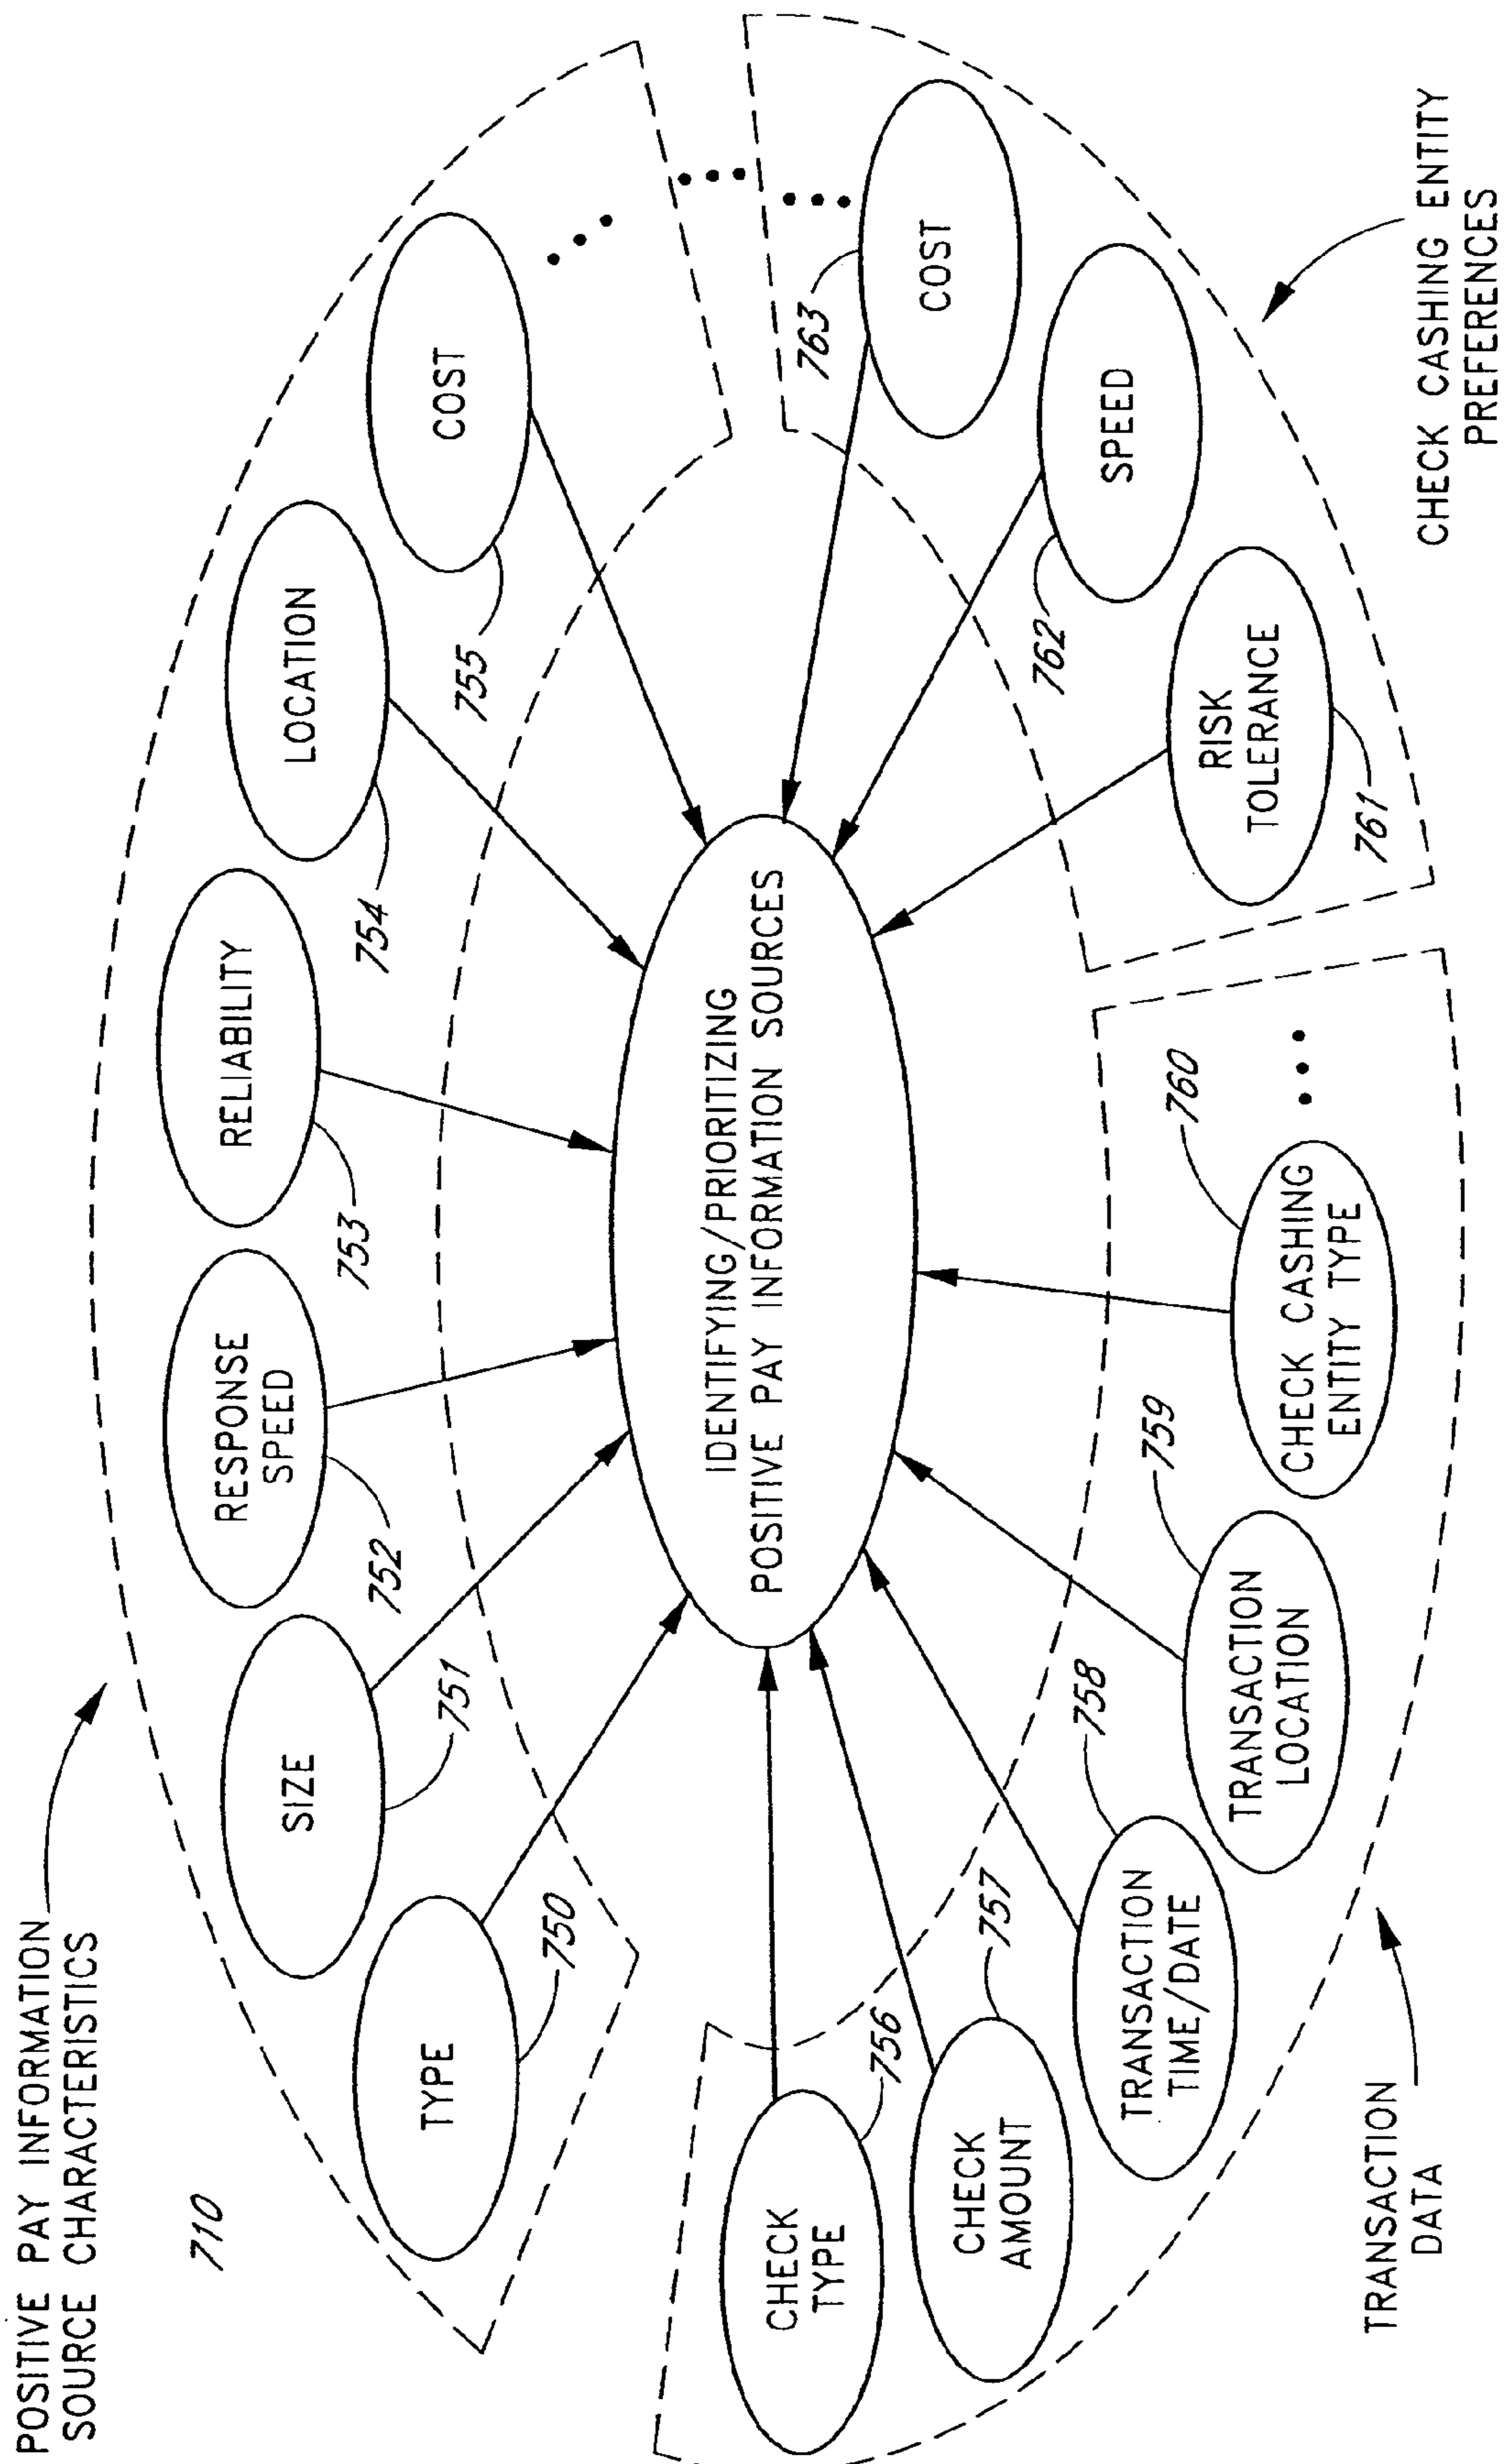 POSITIVE PAY INFORMATION
SOURCE CHARACTERISTICS
710
TYPE
750
SIZE
751
RESPONSE
SPEED
752
RELIABILITY
753
LOCATION
754
COST
755
IDENTIFYING/PRIORITIZING
POSITIVE PAY INFORMATION SOURCES
CHECK
TYPE
756
CHECK
AMOUNT
757
TRANSACTION
TIME/DATE
758
TRANSACTION
LOCATION
759
CHECK CASHING
ENTITY TYPE
760
RISK
TOLERANCE
761
SPEED
762
COST
763
TRANSACTION
DATA
CHECK CASHING ENTITY
PREFERENCES